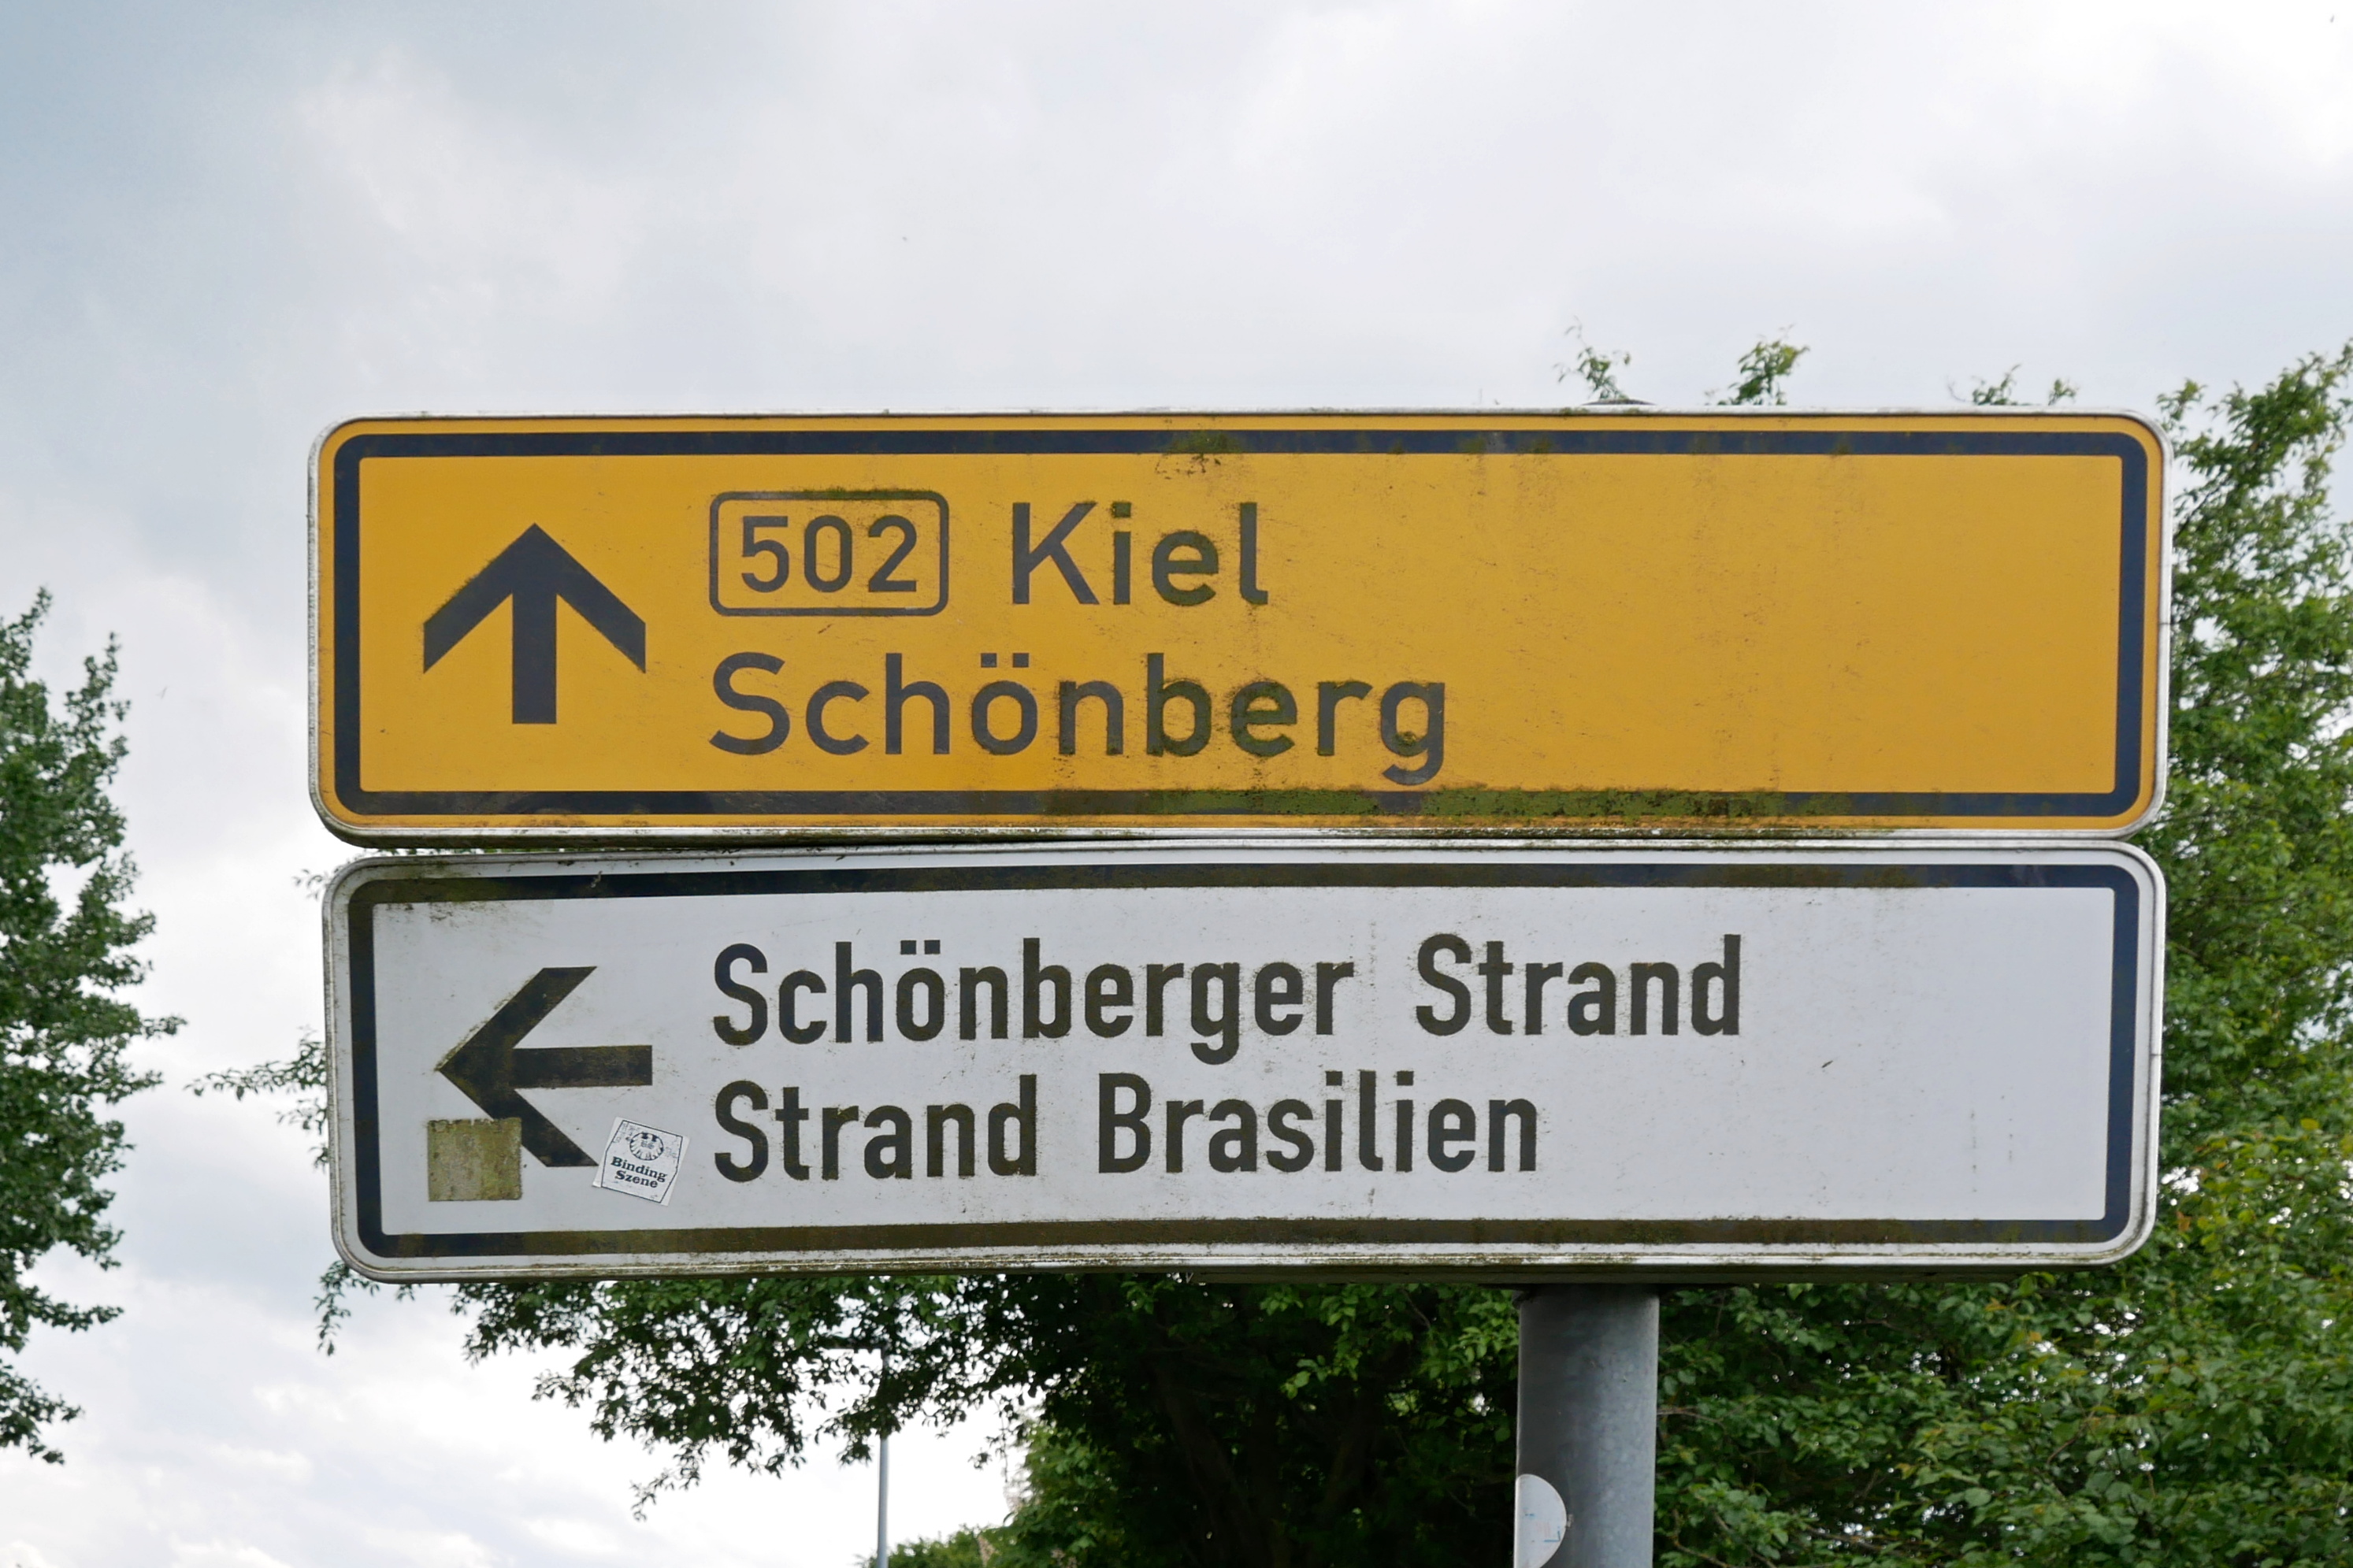 502 Kiel
Schönberg
Schönberger Strand
Strand Brasilien
Binding
Szene